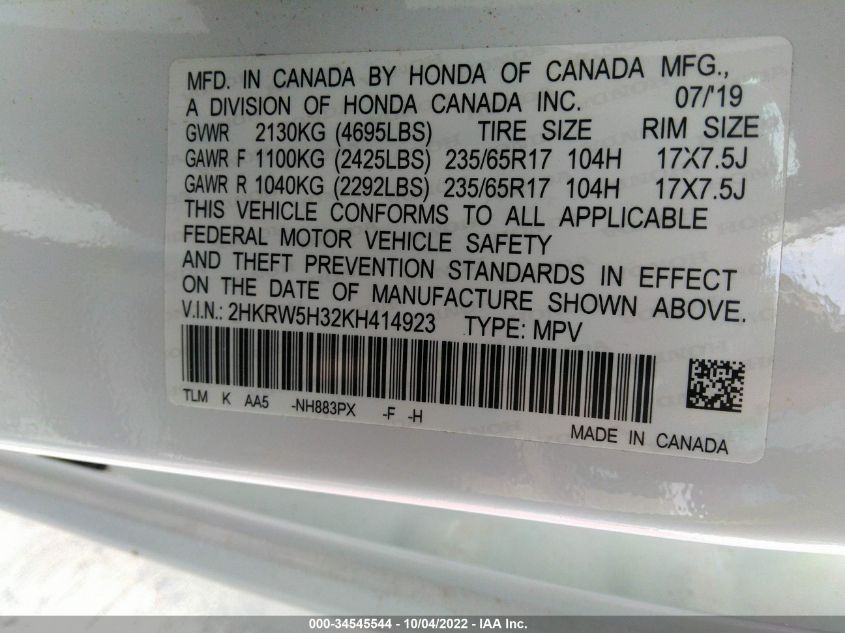 MFD. IN CANADA BY HONDA OF CANADA MFG.,
A DIVISION OF HONDA CANADA INC. 07/'19
GVWR 2130KG (4695LBS) TIRE SIZE RIM SIZE
GAWR F 1100KG (2425LBS) 235/65R17 104H 17X7.5J
GAWR R 1040KG (2292LBS) 235/65R17 104H 17X7.5J
THIS VEHICLE CONFORMS TO ALL APPLICABLE
FEDERAL MOTOR VEHICLE SAFETY
AND THEFT PREVENTION STANDARDS IN EFFECT
ON THE DATE OF MANUFACTURE SHOWN ABOVE.
V.I.N.: 2HKRW5H32KH414923 TYPE: MPV
TLM K AA5 -NH883PX -F -H
MADE IN CANADA
000-34545544 - 10/04/2022 - IAA Inc.